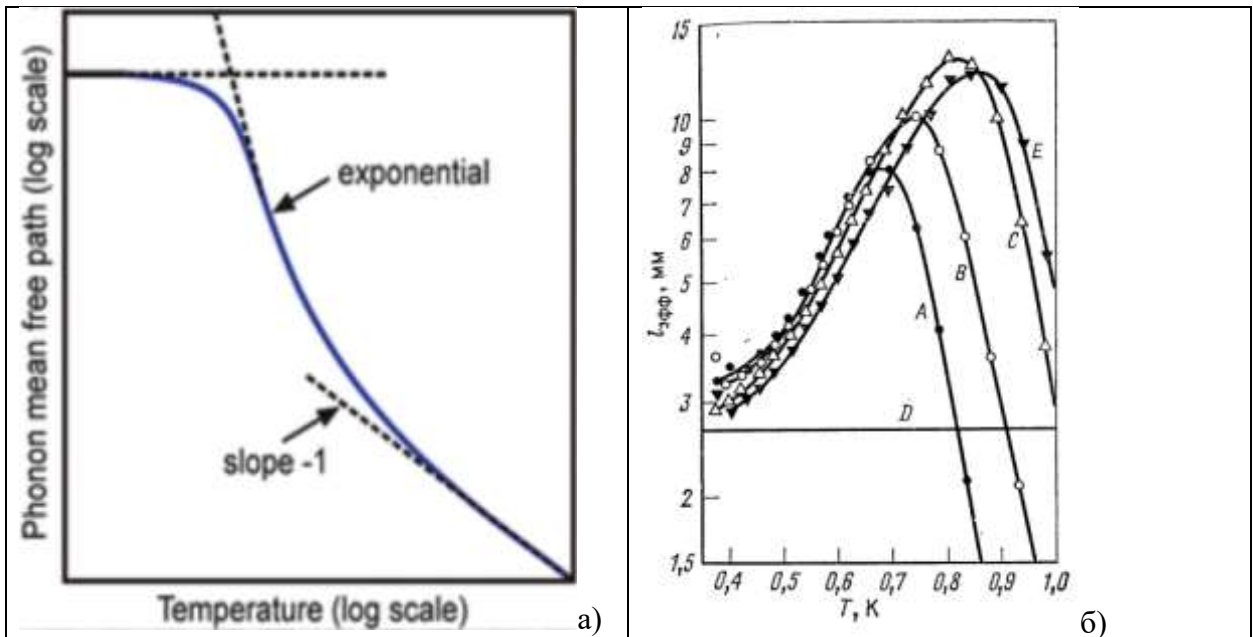 Phonon mean free path (log scale)
exponential
slope -1
Temperature (log scale)
а)
15
10
9
8
7
6
5
4
3
2
1,5
lэфф, мм
A
B
C
E
D
0,4 0,5 0,6 0,7 0,8 0,9 1,0
T, К
б)